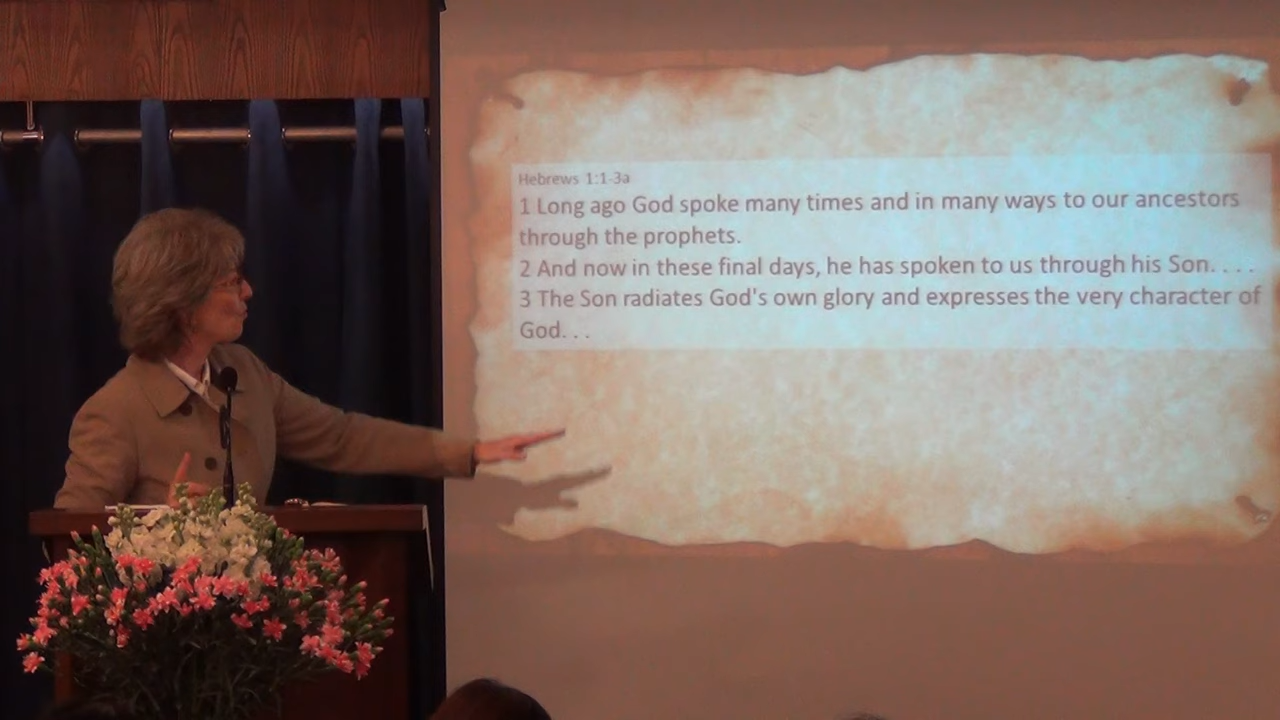 Hebrews 1:1-3a
1 Long ago God spoke many times and in many ways to our ancestors
through the prophets.
2 And now in these final days, he has spoken to us through his Son. . . .
3 The Son radiates God's own glory and expresses the very character of
God. . .